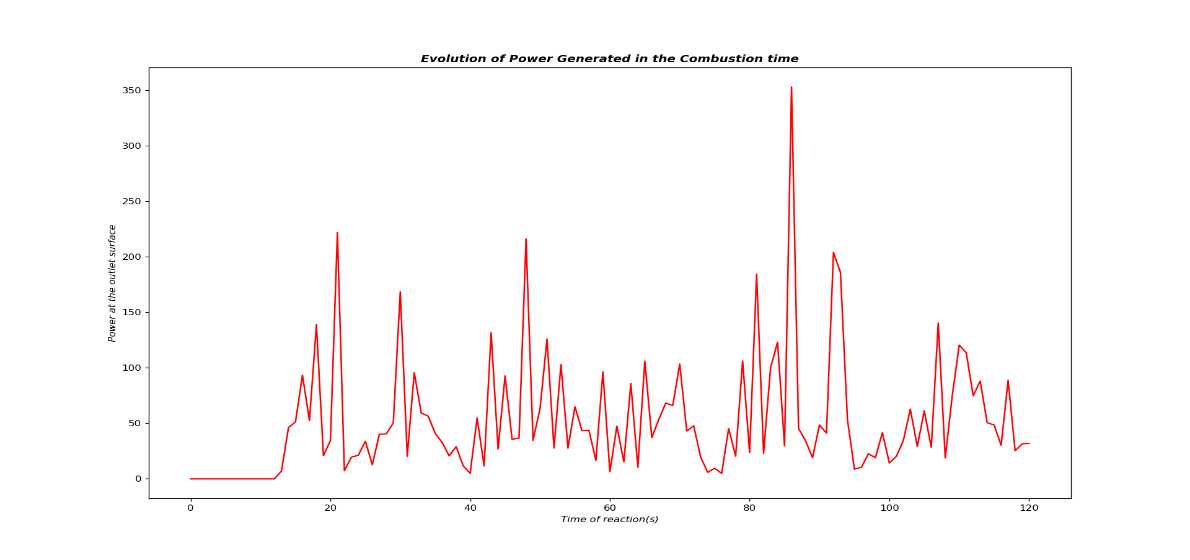 Evolution of Power Generated in the Combustion time
350
300
250
200
150
100
50
0
Power at the outlet surface
0 20 40 60 80 100 120
Time of reaction(s)